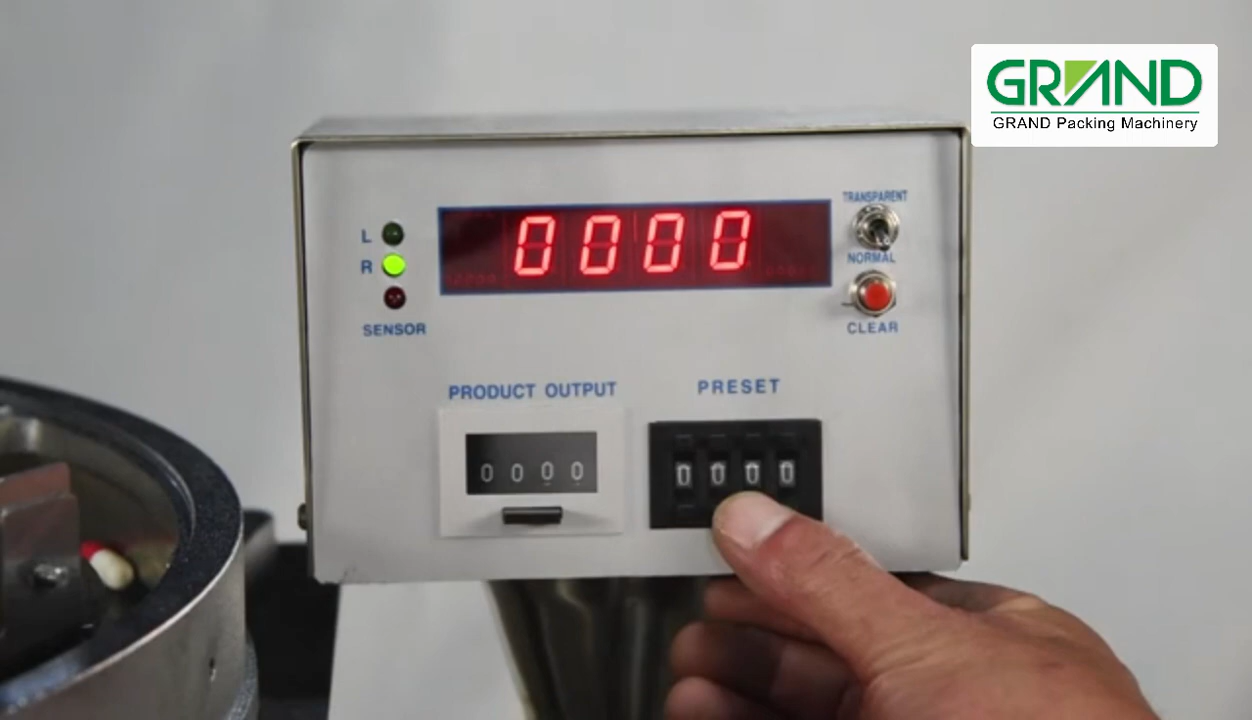 GRAND
GRAND Packing Machinery
TRANSPARENT
L
0000
R
NORMAL
SENSOR
CLEAR
PRODUCT OUTPUT
PRESET
0000
0000